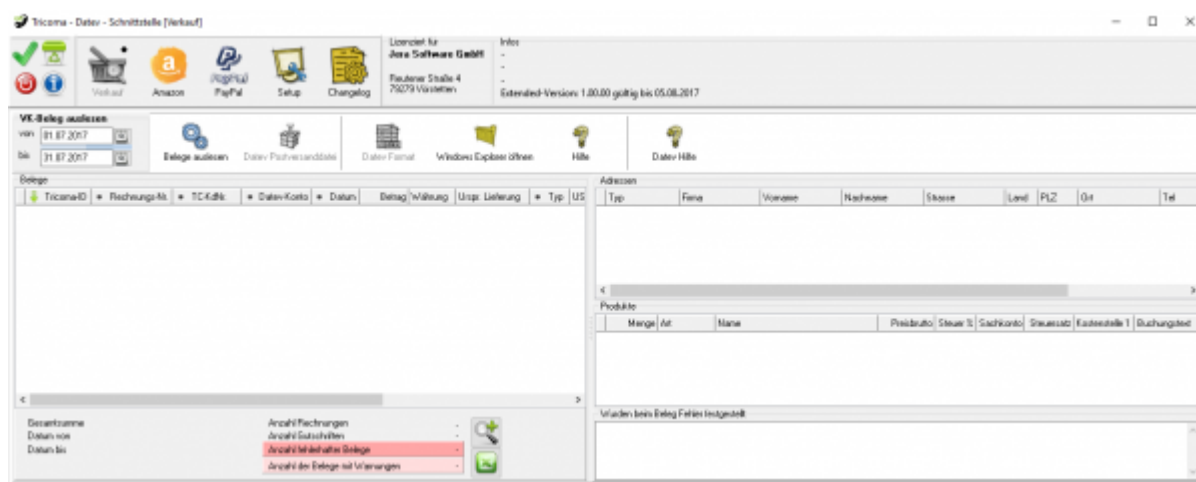 Tricoma - Datev - Schnittstelle [Verkauf]
Lizenziert für
Jera Software GmbH
Reutener Straße 4
79279 Vörstetten
Infos
-
-
-
Extended-Version: 1.00.00 gültig bis 05.08.2017
Verkauf
Amazon
PayPal
PayPal
Setup
Changelog
VK-Beleg auslesen
von 01.07.2017
bis 31.07.2017
Belege auslesen
Datev Postversanddatei
Datev Format
Windows Explorer öffnen
Hilfe
Datev Hilfe
Belege
Tricoma-ID Rechnungs-Nr. TC-KdNr. Datev-Konto Datum Betrag Währung Urspr. Lieferung Typ US
Adressen
Typ Firma Vorname Nachname Strasse Land PLZ Ort Tel
Produkte
Menge Art Name Preisbrutto Steuer % Sachkonto Steuersatz Kostenstelle 1 Buchungstext
Gesamtsumme
Datum von
Datum bis
Anzahl Rechnungen -
Anzahl Gutschriften -
Anzahl fehlerhafter Belege -
Anzahl der Belege mit Warnungen -
Wurden beim Beleg Fehler festgestellt